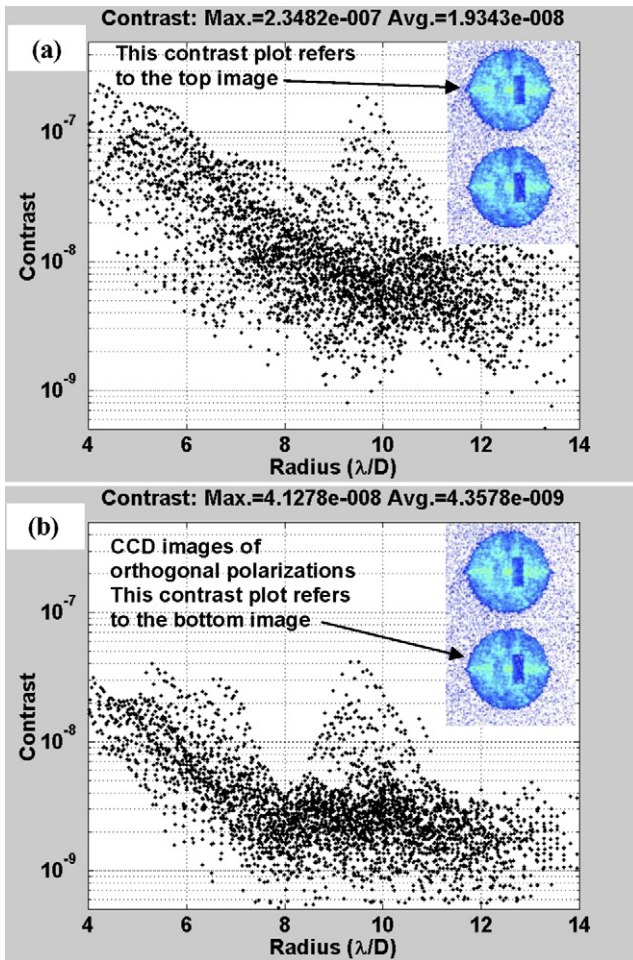 Contrast: Max.=2.3482e-007 Avg.=1.9343e-008
(a)
This contrast plot refers
to the top image
10-7
10-8
10-9
Contrast
4 6 8 10 12 14
Radius (λ/D)
Contrast: Max.=4.1278e-008 Avg.=4.3578e-009
(b)
CCD images of
orthogonal polarizations
This contrast plot refers
to the bottom image
10-7
10-8
10-9
Contrast
4 6 8 10 12 14
Radius (λ/D)